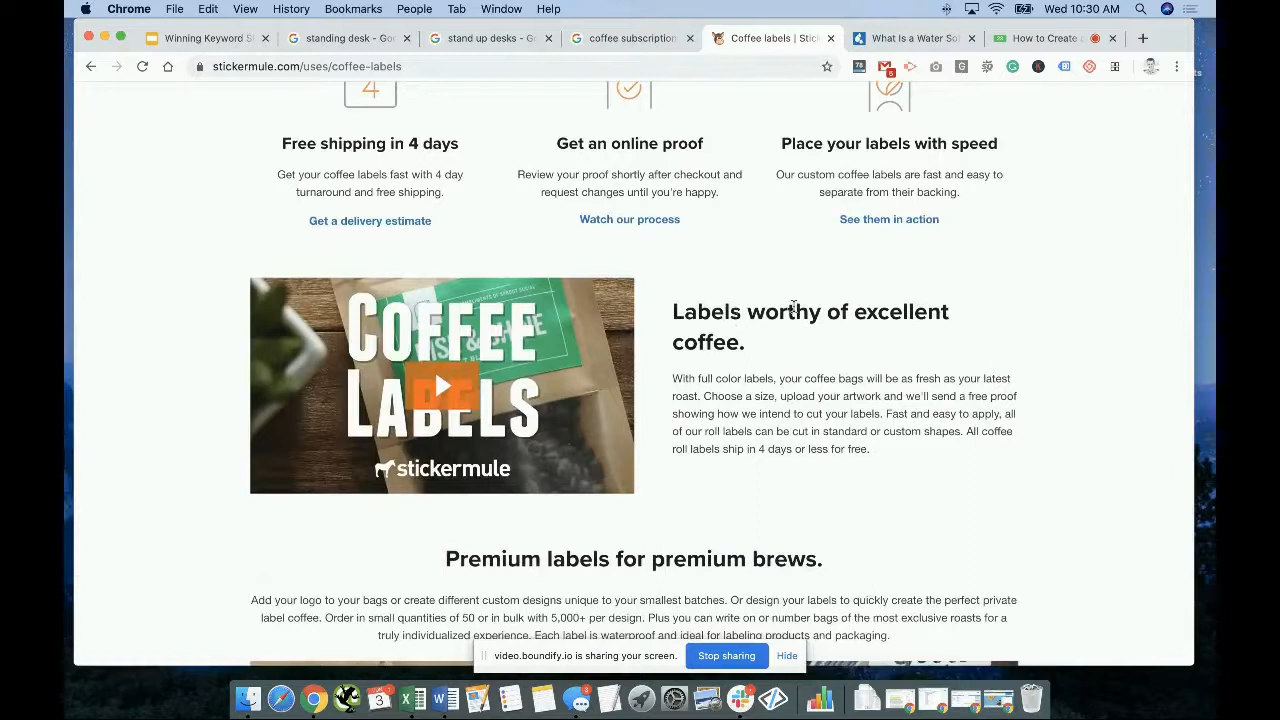 Chrome File Edit View History Bookmarks People Tab Window Help
Wed 10:30 AM
Winning Keyword S
standing desk - Goo
stand up desk - G
coffee subscription
Coffee labels | Stic
What Is a Water Sof
How to Create
stickermule.com/uses/coffee-labels
78
6
4
Free shipping in 4 days
Get your coffee labels fast with 4 day
turnaround and free shipping.
Get a delivery estimate
Get an online proof
Review your proof shortly after checkout and
request changes until you're happy.
Watch our process
Place your labels with speed
Our custom coffee labels are fast and easy to
separate from their backing.
See them in action
COFFEE
LABELS
stickermule
Labels worthy of excellent
coffee.
With full color labels, your coffee bags will be as fresh as your latest
roast. Choose a size, upload your artwork and we'll send a free proof
showing how we intend to cut your labels. Fast and easy to apply, all
of our roll labels can be cut in standard or custom shapes. All coffee
roll labels ship in 4 days or less for free.
Premium labels for premium brews.
Add your logo to your bags or create different custom designs unique to your smallest batches. Or design your labels to quickly create the perfect private
label coffee. Order in small quantities of 50 or in bulk with 5,000+ per design. Plus you can write on or number bags of the most exclusive roasts for a
truly individualized experience. Each label is waterproof and ideal for labeling products and packaging.
video.boundify.io is sharing your screen.
Stop sharing
Hide
3
3